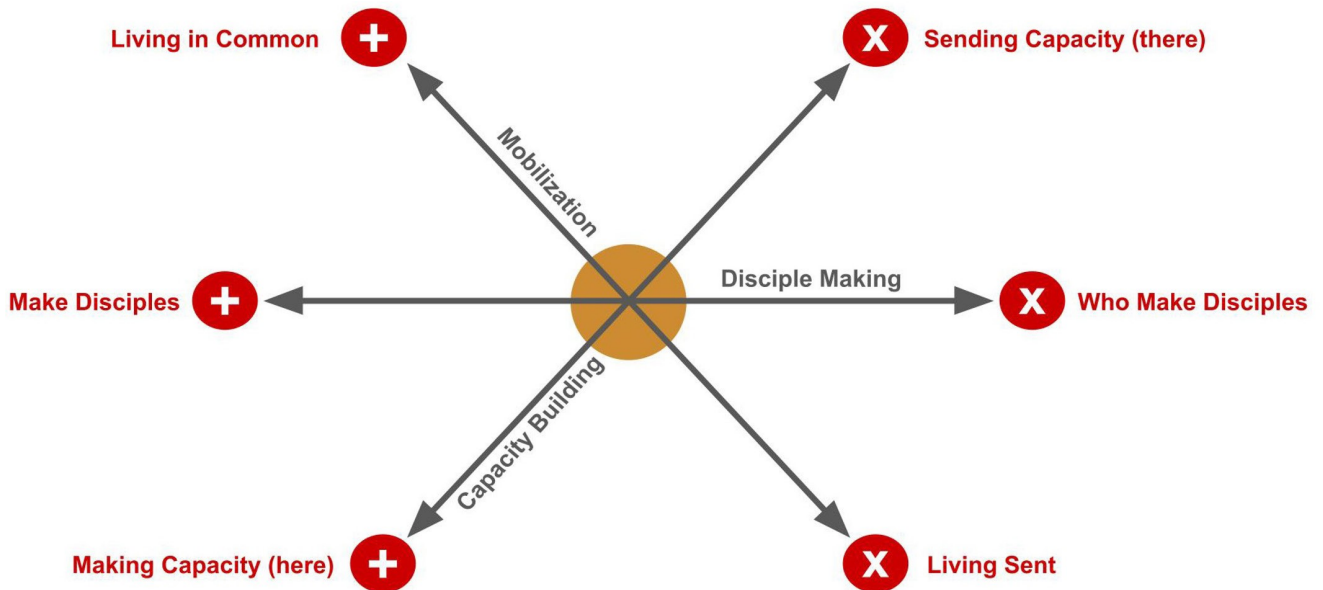 Living in Common
+
x
Sending Capacity (there)
Mobilization
Make Disciples
+
Disciple Making
x
Who Make Disciples
Capacity Building
Making Capacity (here)
+
x
Living Sent